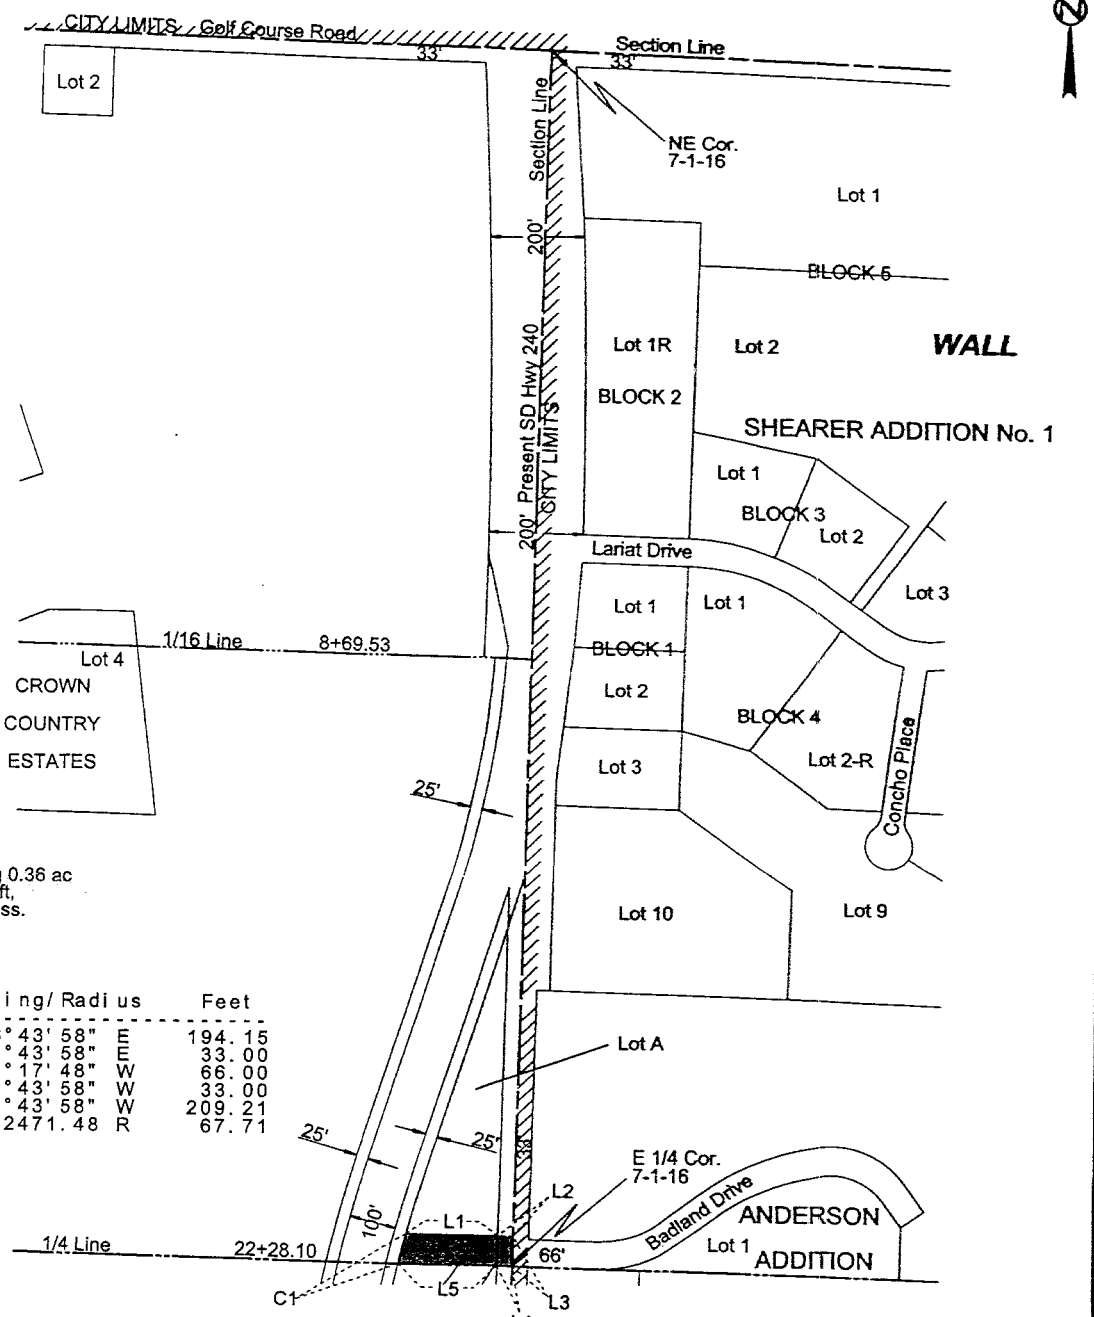 CITY LIMITS Golf Course Road
Section Line
33'
33'
Lot 2
Section Line
NE Cor.
7-1-16
Lot 1
200'
BLOCK 5
Lot 1R
Lot 2
WALL
BLOCK 2
200' Present SD Hwy 240
CITY LIMITS
SHEARER ADDITION No. 1
Lot 1
BLOCK 3
Lot 2
Lariat Drive
Lot 3
Lot 1
Lot 1
1/16 Line
8+69.53
BLOCK 1
Lot 4
CROWN
COUNTRY
ESTATES
Lot 2
BLOCK 4
Lot 2-R
Concho Place
Lot 3
25'
0.36 ac
ft,
ss.
Lot 10
Lot 9
ing/Radius Feet
° 43' 58" E 194.15
° 43' 58" E 33.00
° 17' 48" W 66.00
° 43' 58" W 33.00
° 43' 58" W 209.21
2471.48 R 67.71
Lot A
25'
25'
33'
E 1/4 Cor.
7-1-16
L2
L1
100'
Badland Drive
ANDERSON
Lot 1
ADDITION
1/4 Line
22+28.10
66'
C1
L5
L3